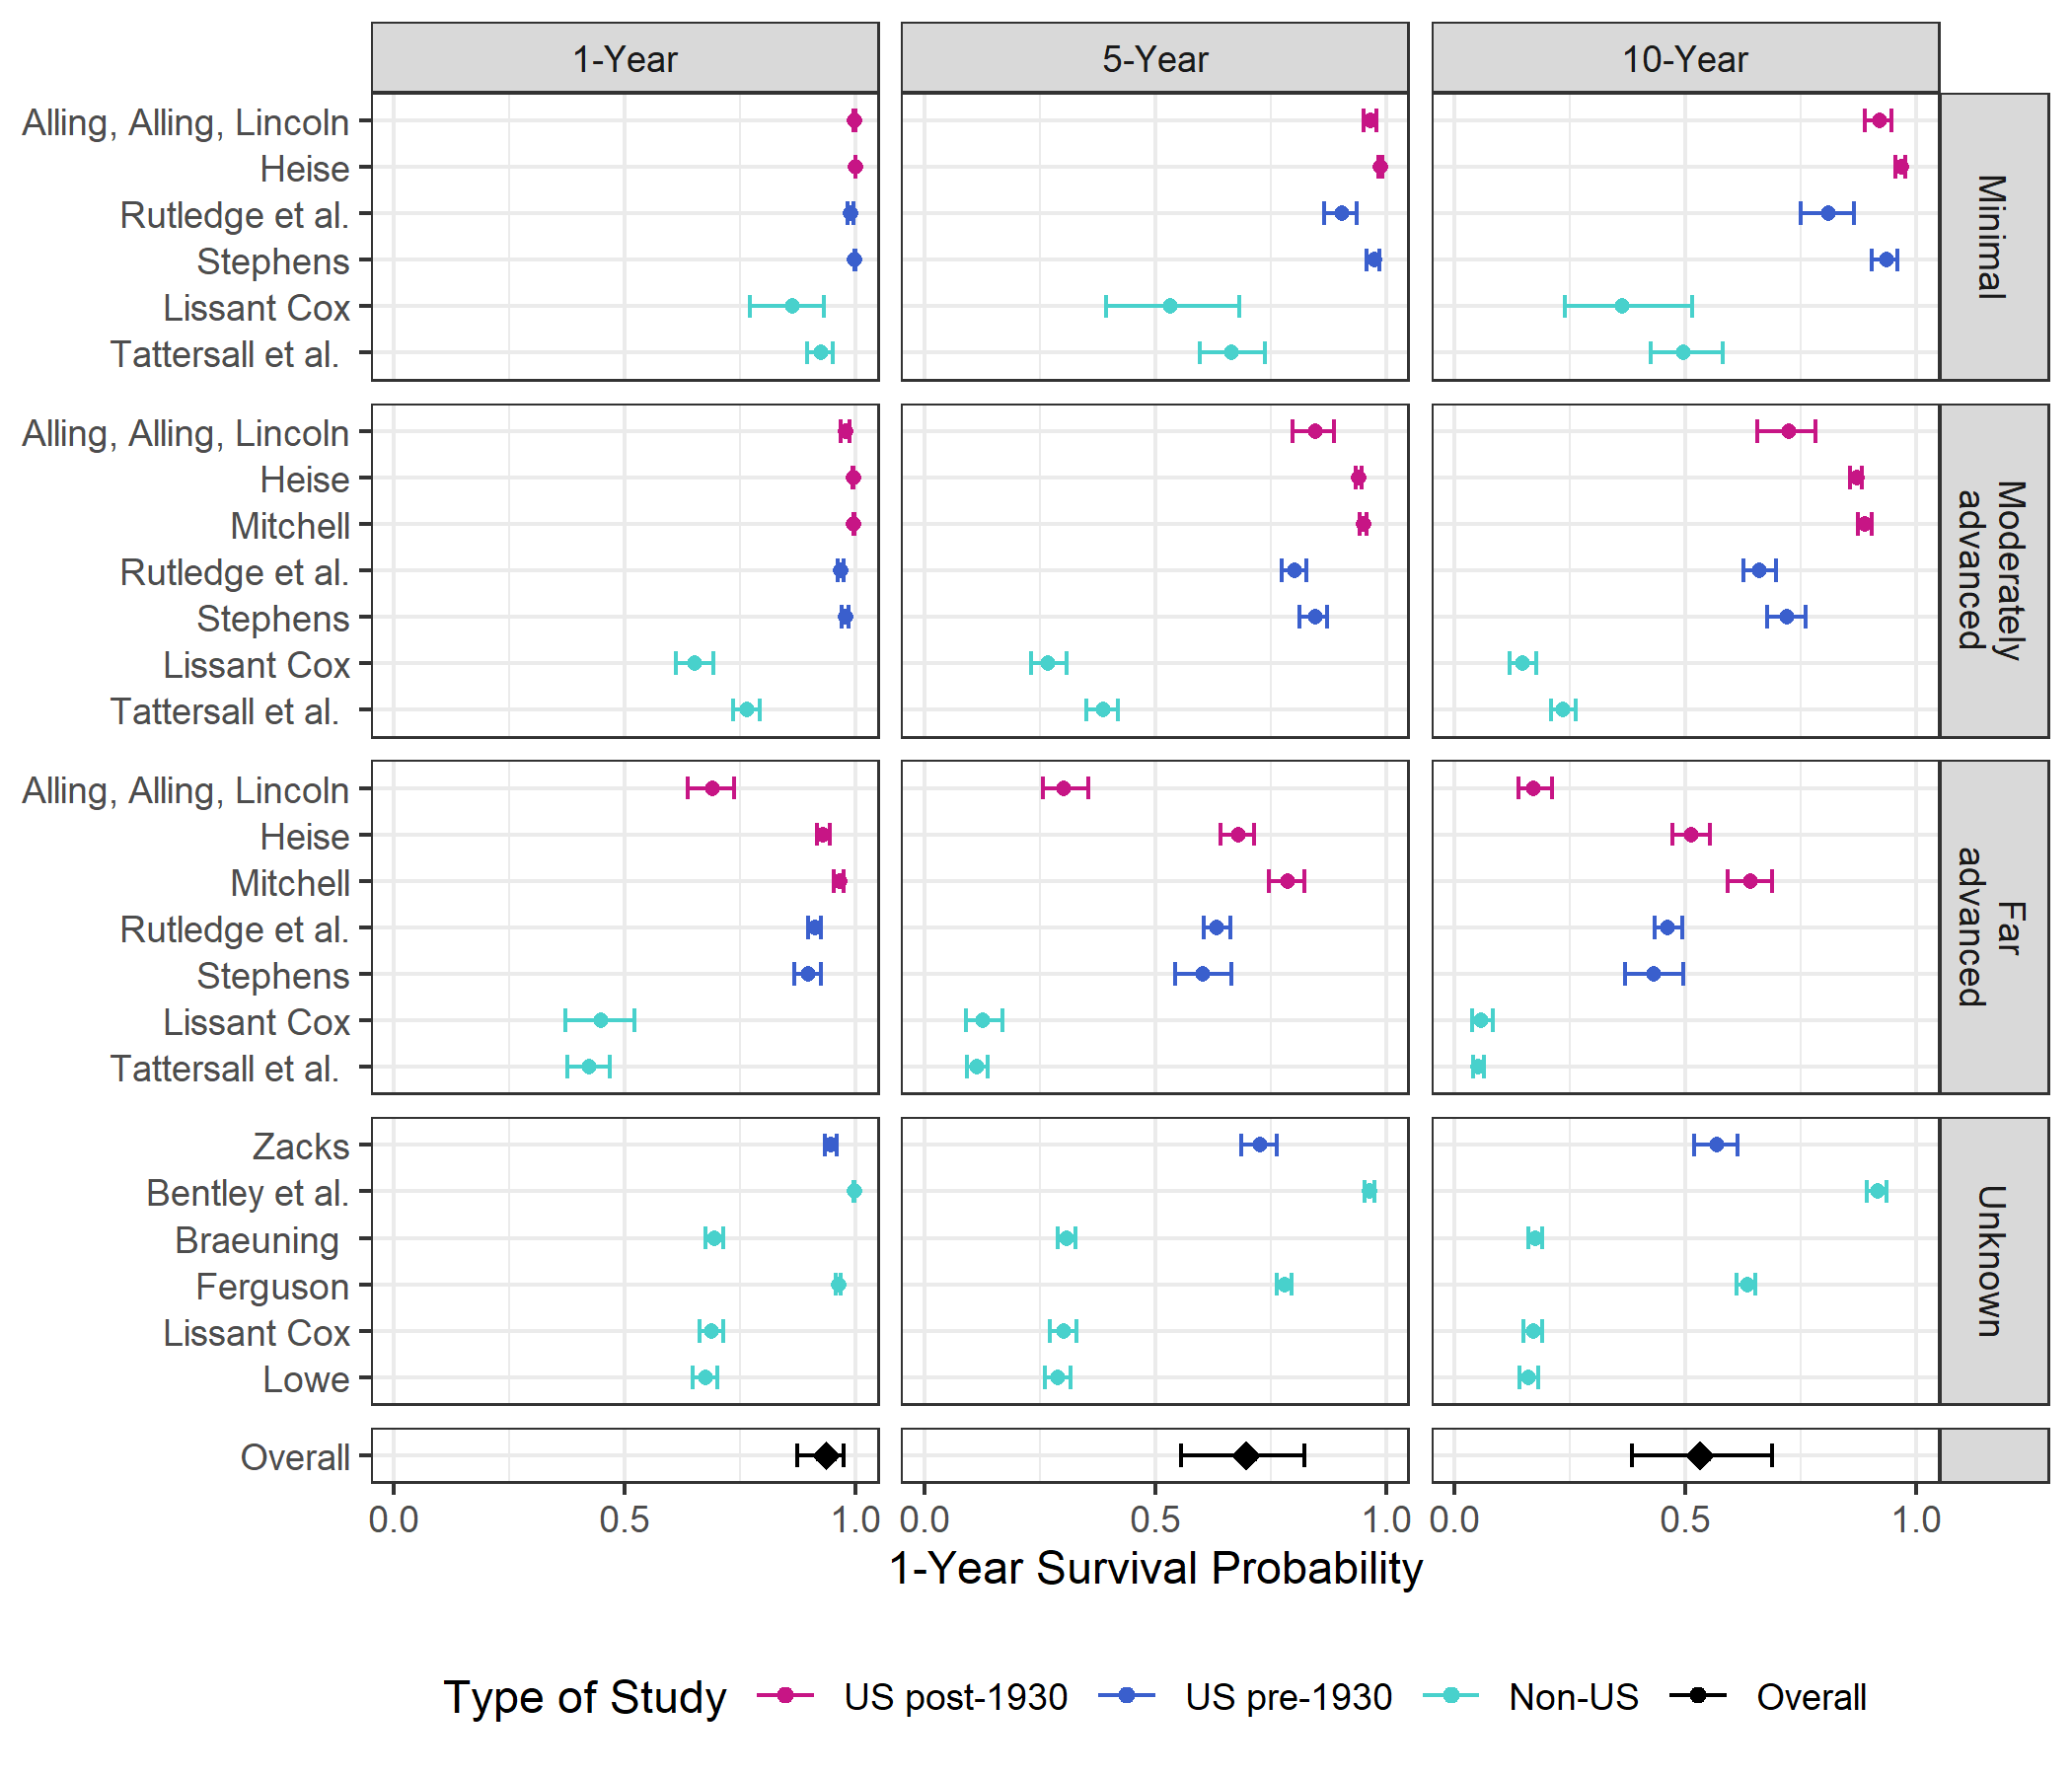 1-Year
5-Year
10-Year
Alling, Alling, Lincoln
Heise
Rutledge et al.
Stephens
Lissant Cox
Tattersall et al.
Minimal
Alling, Alling, Lincoln
Heise
Mitchell
Rutledge et al.
Stephens
Lissant Cox
Tattersall et al.
Moderately
advanced
Alling, Alling, Lincoln
Heise
Mitchell
Rutledge et al.
Stephens
Lissant Cox
Tattersall et al.
Far
advanced
Zacks
Bentley et al.
Braeuning
Ferguson
Lissant Cox
Lowe
Unknown
Overall
0.0 0.5 1.0 0.0 0.5 1.0 0.0 0.5 1.0
1-Year Survival Probability
Type of Study US post-1930 US pre-1930 Non-US Overall